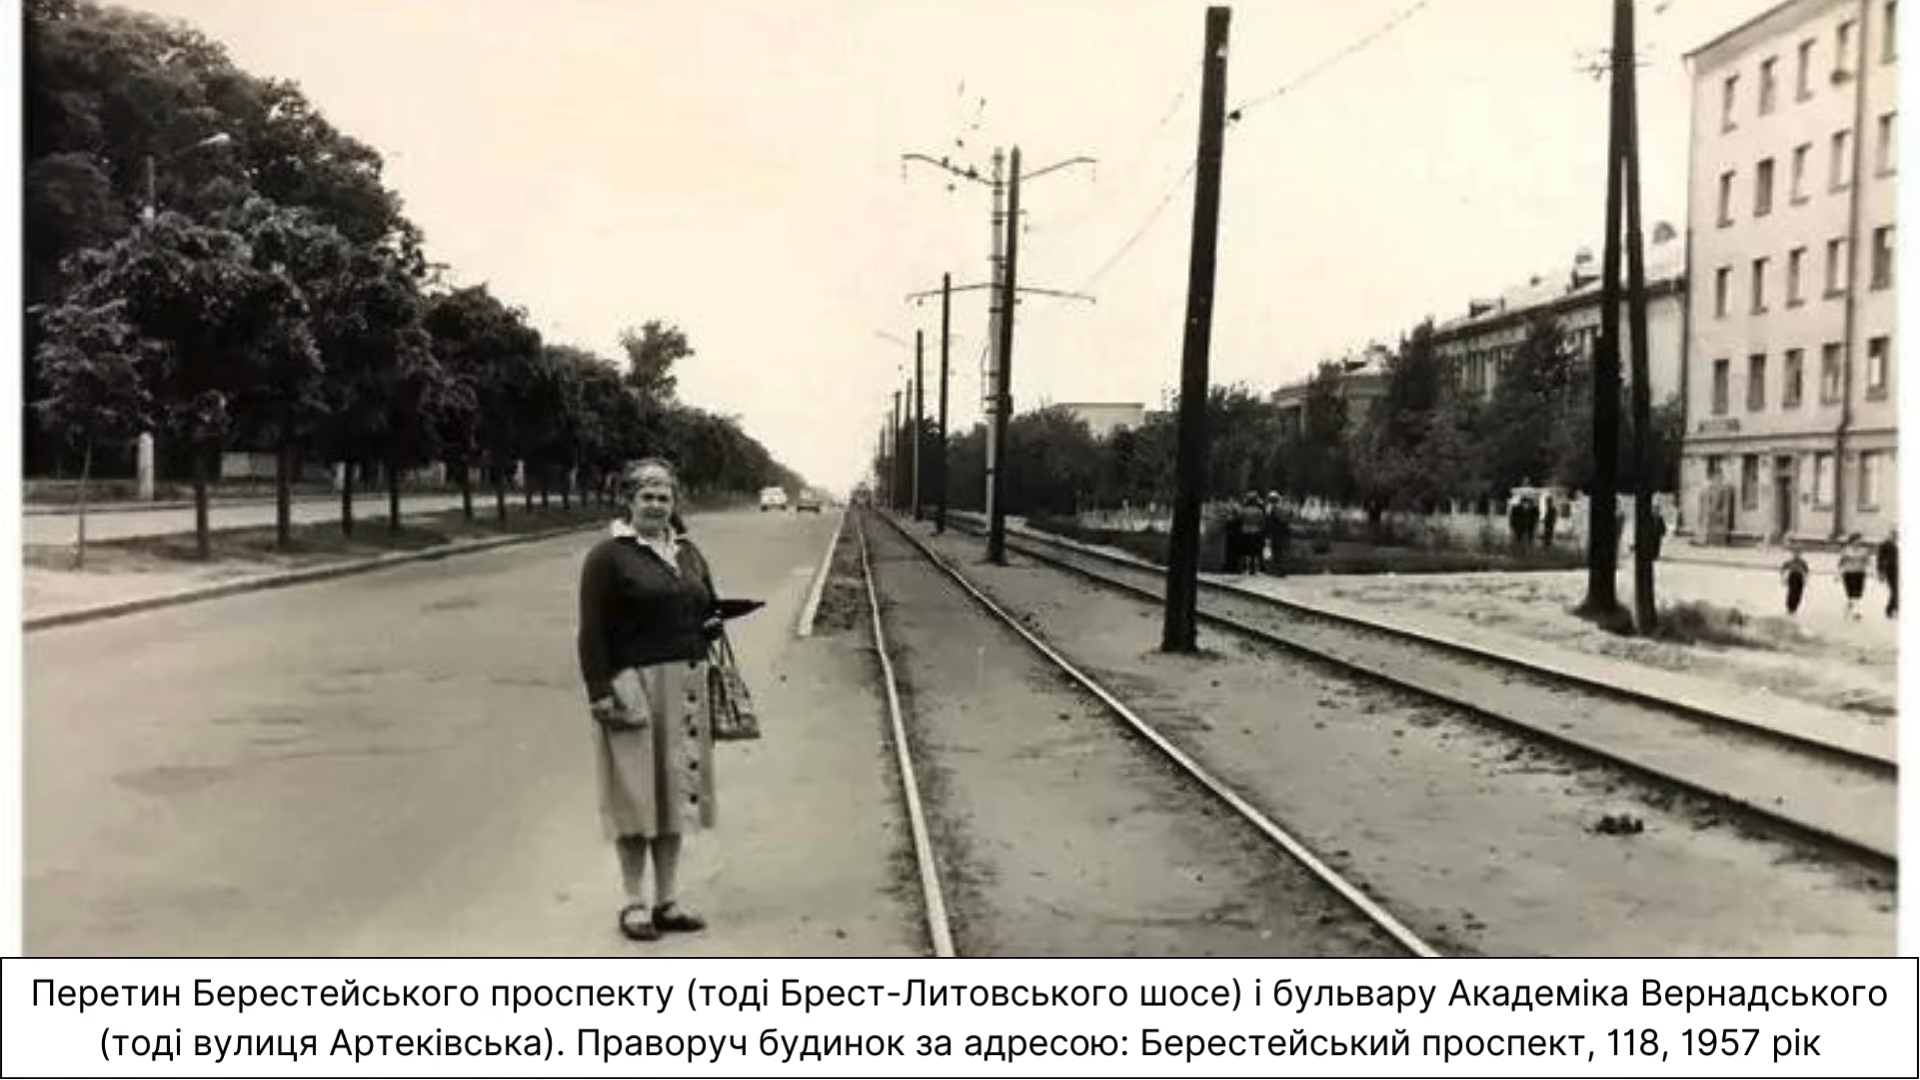 Перетин Берестейського проспекту (тоді Брест-Литовського шосе) і бульвару Академіка Вернадського
(тоді вулиця Артеківська). Праворуч будинок за адресою: Берестейський проспект, 118, 1957 рік